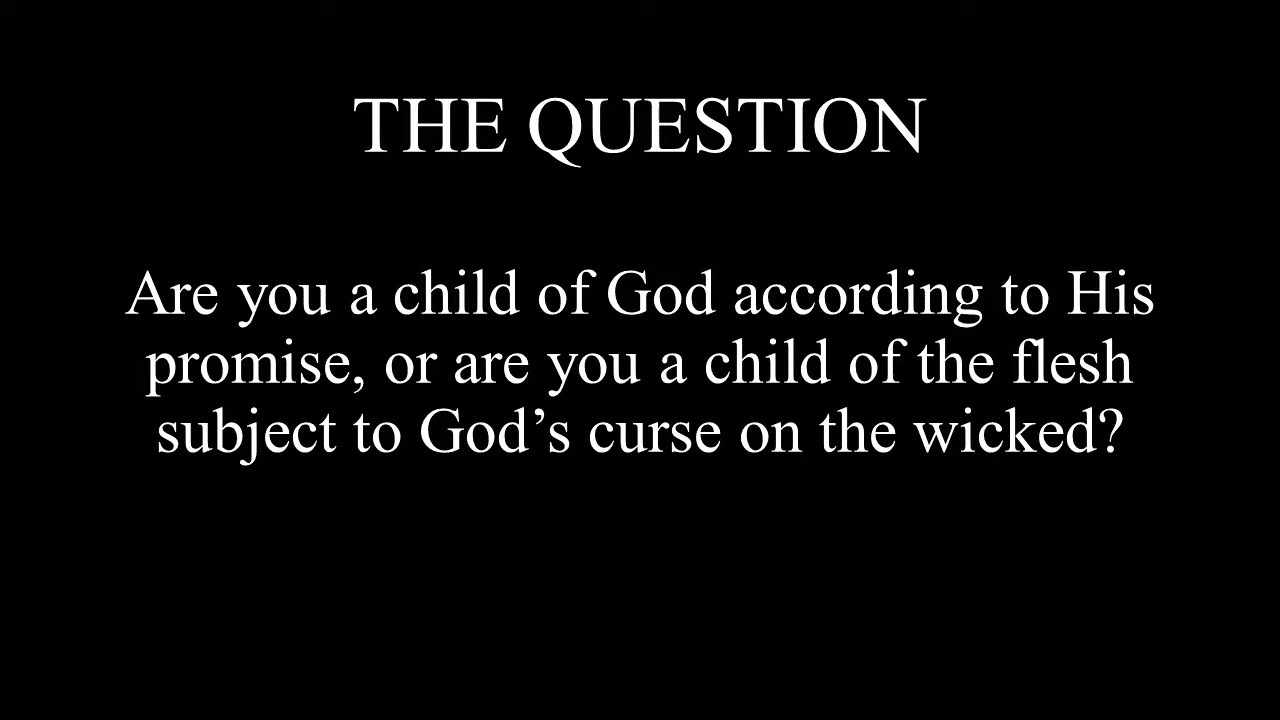 THE QUESTION
Are you a child of God according to His
promise, or are you a child of the flesh
subject to God’s curse on the wicked?